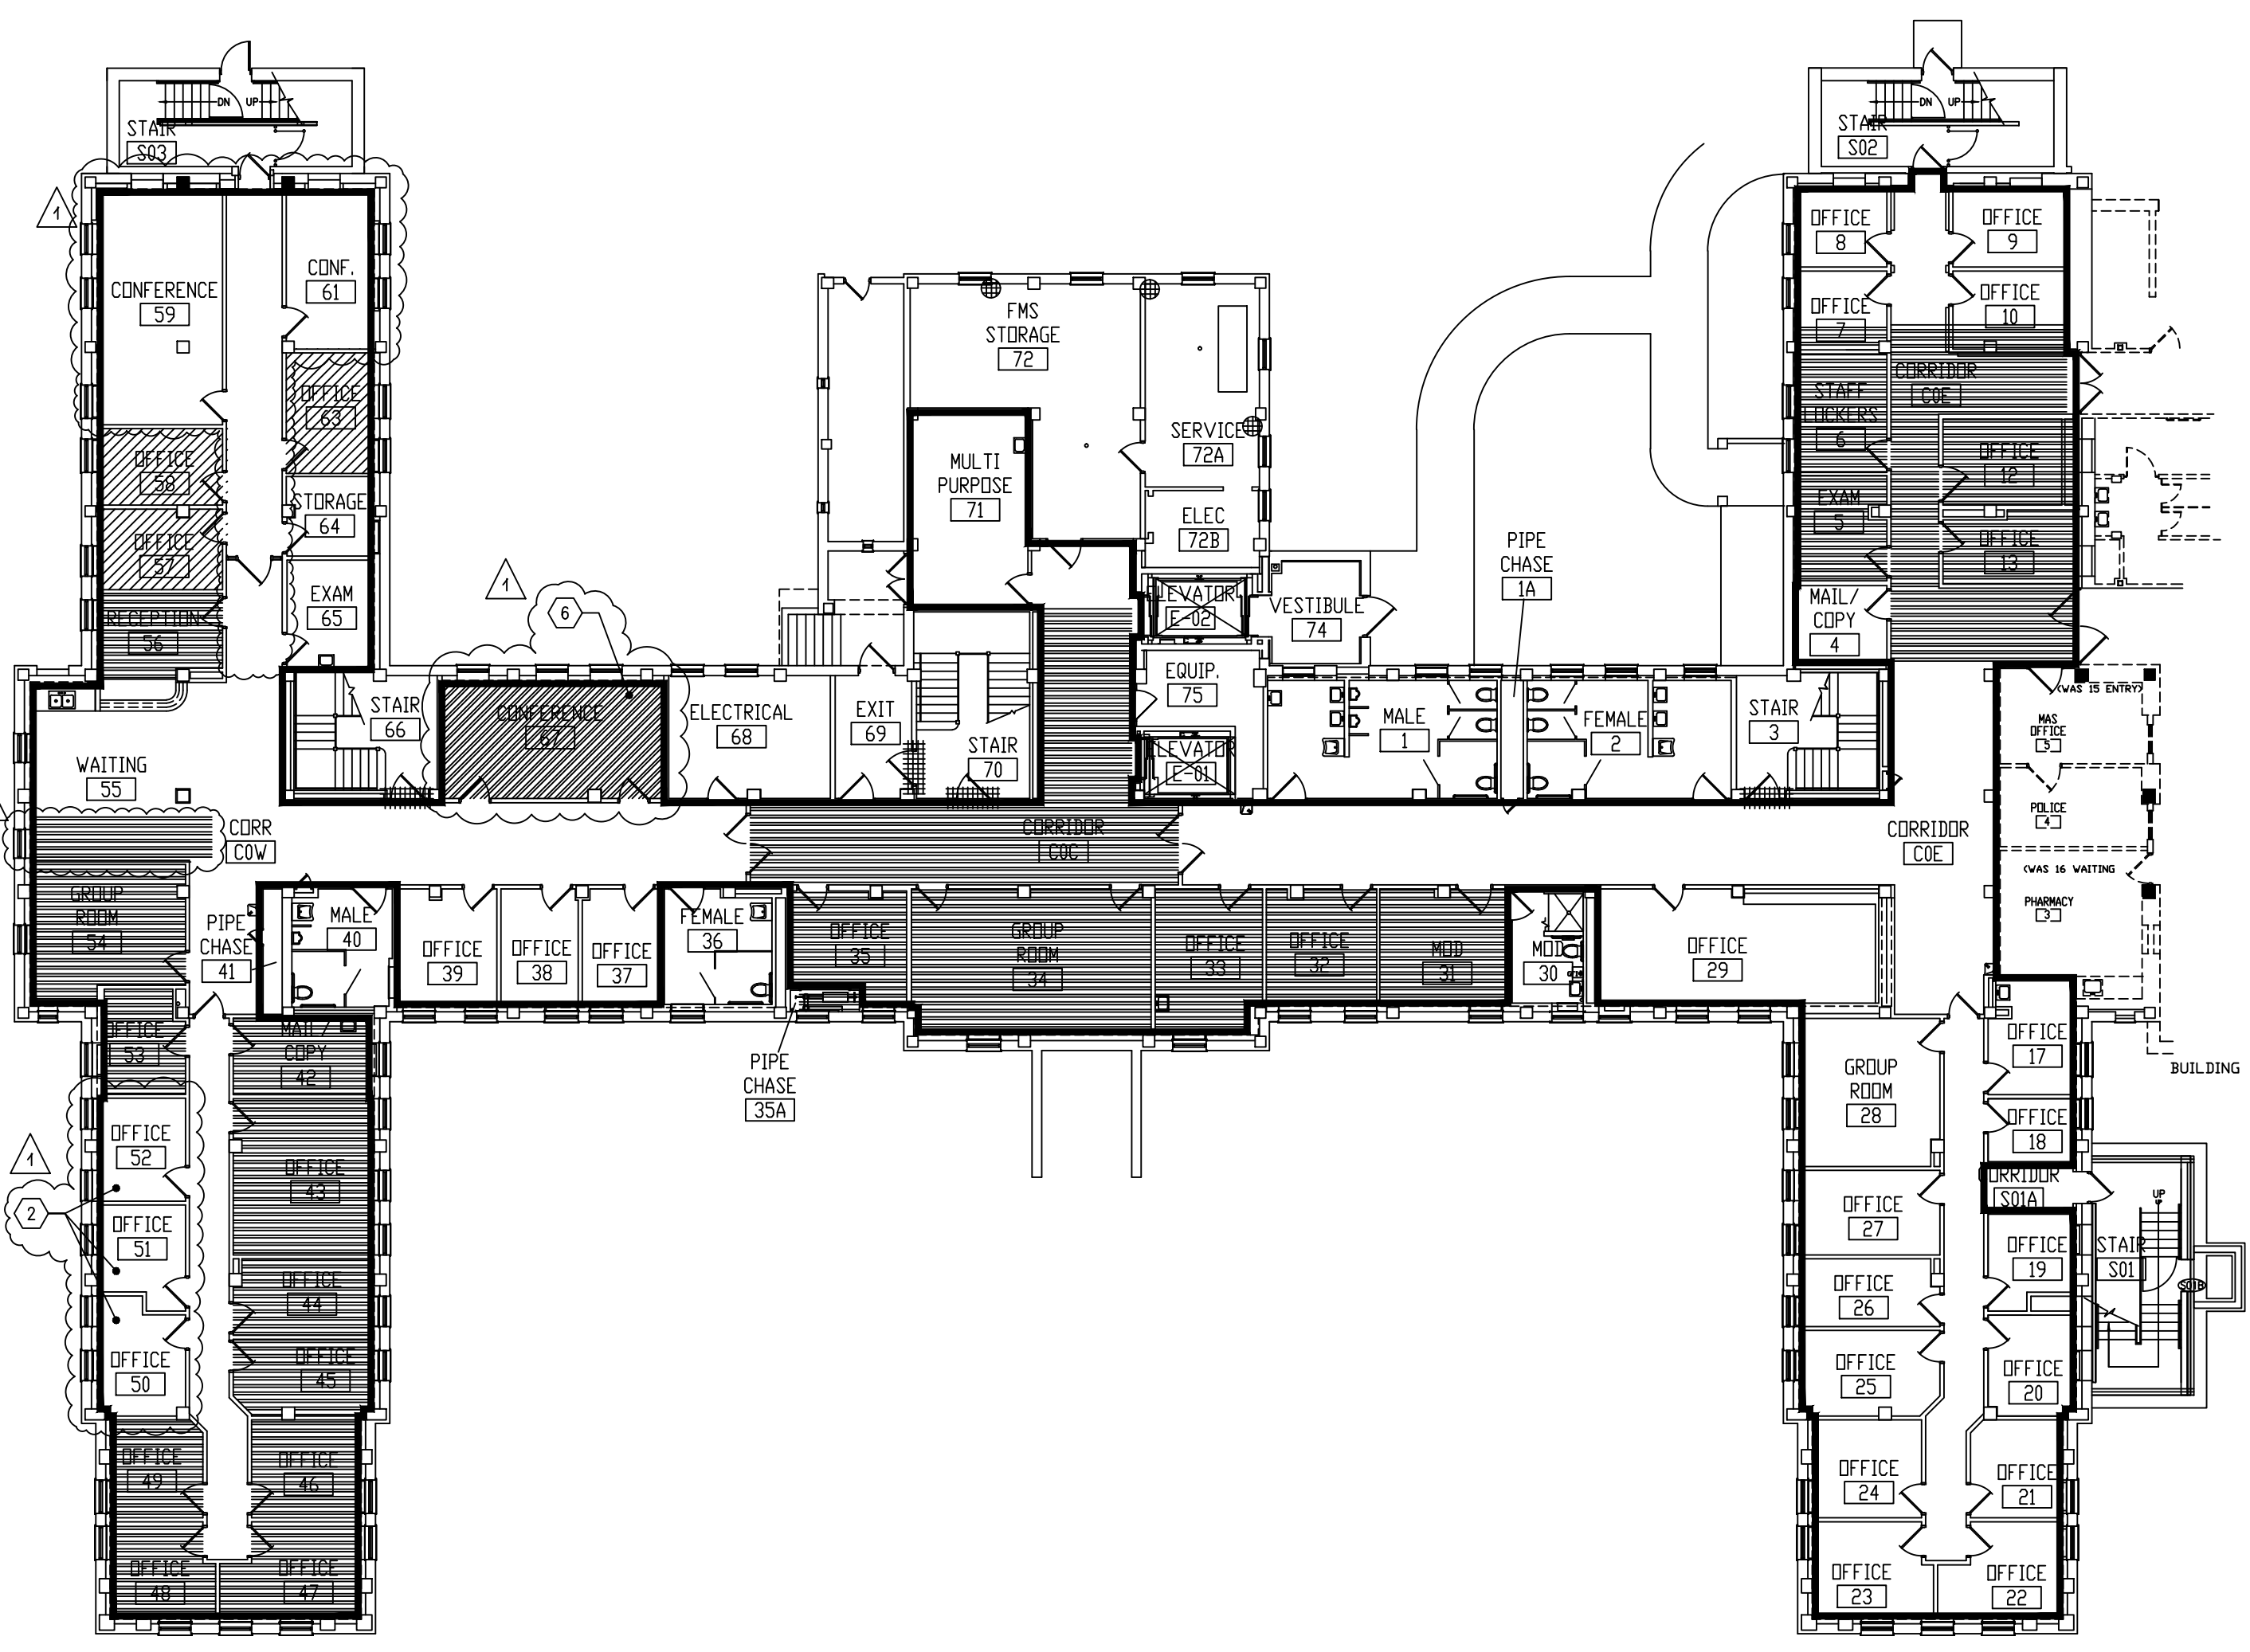 STAIR
S03
DN
UP
1
CONFERENCE
59
CONF.
61
OFFICE
63
OFFICE
58
STORAGE
64
OFFICE
57
EXAM
65
RECEPTION
56
STAIR
66
1
6
CONFERENCE
67
ELECTRICAL
68
EXIT
69
STAIR
70
WAITING
55
CORR
C0W
GROUP
ROOM
54
PIPE
CHASE
41
MALE
40
OFFICE
39
OFFICE
38
OFFICE
37
FEMALE
36
OFFICE
53
MAIL/
COPY
42
OFFICE
52
1
2
OFFICE
51
OFFICE
50
OFFICE
43
OFFICE
44
OFFICE
45
OFFICE
49
OFFICE
46
OFFICE
48
OFFICE
47
FMS
STORAGE
72
MULTI
PURPOSE
71
SERVICE
72A
ELEC
72B
ELEVATOR
E-02
VESTIBULE
74
EQUIP.
75
ELEVATOR
E-01
CORRIDOR
C0C
OFFICE
35
GROUP
ROOM
34
OFFICE
33
OFFICE
32
MOD
31
MOD
30
PIPE
CHASE
35A
PIPE
CHASE
1A
MALE
1
FEMALE
2
STAIR
3
STAIR
S02
DN
UP
OFFICE
8
OFFICE
9
OFFICE
7
OFFICE
10
CORRIDOR
C0E
STAFF
LOCKERS
6
OFFICE
12
EXAM
5
OFFICE
13
MAIL/
COPY
4
(WAS 15 ENTRY)
MAS
OFFICE
5
POLICE
4
CORRIDOR
C0E
(WAS 16 WAITING
PHARMACY
3
OFFICE
29
OFFICE
17
BUILDING
GROUP
ROOM
28
OFFICE
18
CORRIDOR
S01A
UP
OFFICE
27
OFFICE
19
STAIR
S01
S01B
OFFICE
26
OFFICE
25
OFFICE
20
OFFICE
24
OFFICE
21
OFFICE
23
OFFICE
22